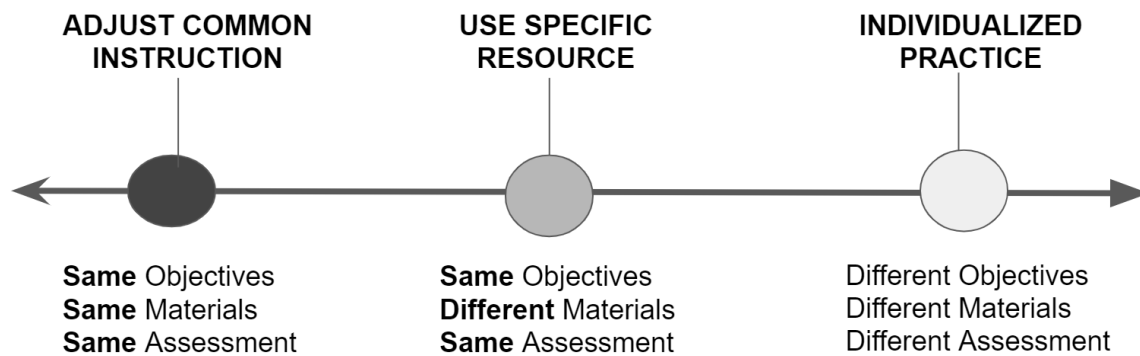 ADJUST COMMON
INSTRUCTION
USE SPECIFIC
RESOURCE
INDIVIDUALIZED
PRACTICE
Same Objectives
Same Materials
Same Assessment
Same Objectives
Different Materials
Same Assessment
Different Objectives
Different Materials
Different Assessment